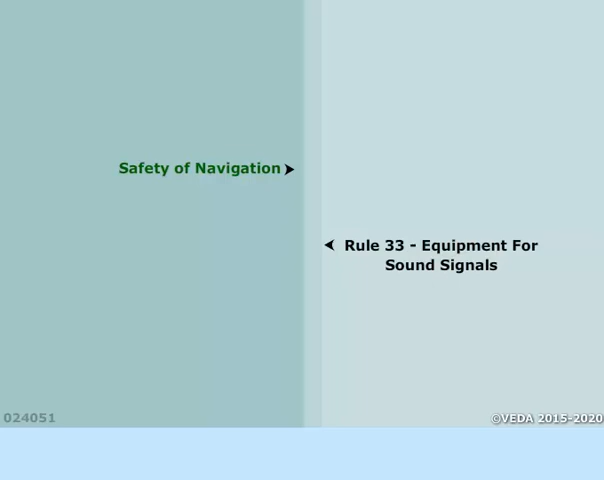 Safety of Navigation
Rule 33 - Equipment For
Sound Signals
024051
©VEDA 2015-2020